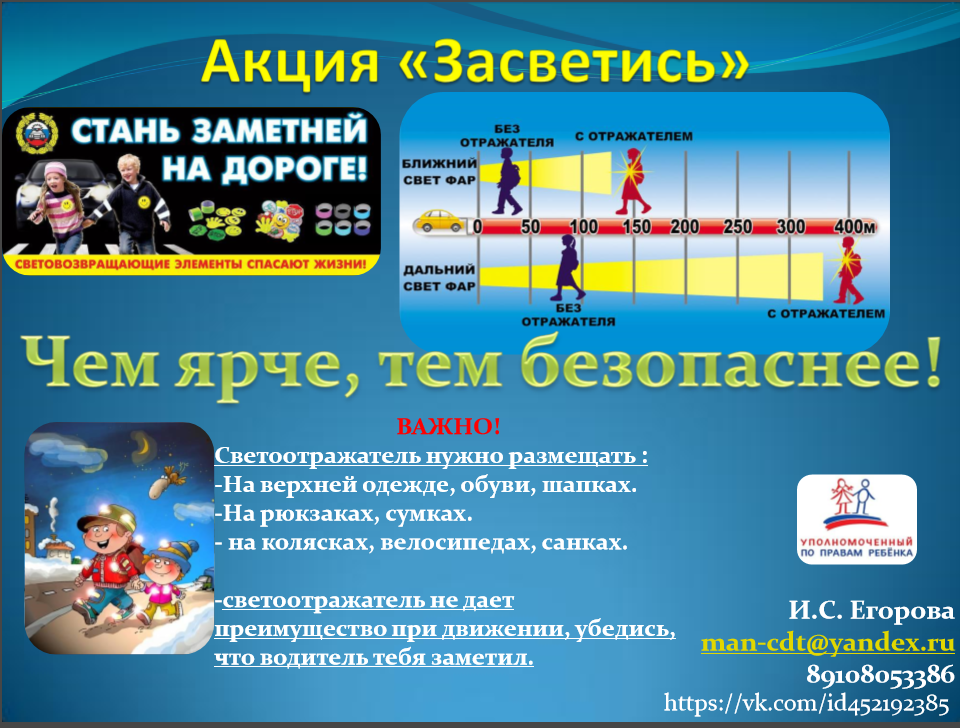 Акция «Засветись»
СТАНЬ ЗАМЕТНЕЙ
НА ДОРОГЕ!
СВЕТОВОЗВРАЩАЮЩИЕ ЭЛЕМЕНТЫ СПАСАЮТ ЖИЗНИ!
БЕЗ
ОТРАЖАТЕЛЯ
С ОТРАЖАТЕЛЕМ
БЛИЖНИЙ
СВЕТ ФАР
0 50 100 150 200 250 300 400м
ДАЛЬНИЙ
СВЕТ ФАР
БЕЗ
ОТРАЖАТЕЛЯ
С ОТРАЖАТЕЛЕМ
Чем ярче, тем безопаснее!
ВАЖНО!
Светоотражатель нужно размещать :
-На верхней одежде, обуви, шапках.
-На рюкзаках, сумках.
- на колясках, велосипедах, санках.
-светоотражатель не дает
преимущество при движении, убедись,
что водитель тебя заметил.
УПОЛНОМОЧЕННЫЙ
ПО ПРАВАМ РЕБЁНКА
И.С. Егорова
man-cdt@yandex.ru
89108053386
https://vk.com/id452192385